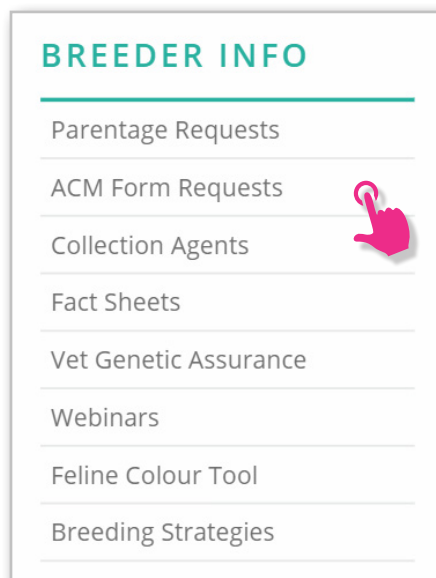 BREEDER INFO
Parentage Requests
ACM Form Requests
Collection Agents
Fact Sheets
Vet Genetic Assurance
Webinars
Feline Colour Tool
Breeding Strategies